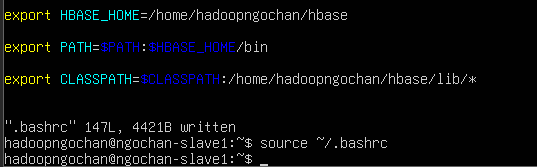 export HBASE_HOME=/home/hadoopngochan/hbase
export PATH=$PATH:$HBASE_HOME/bin
export CLASSPATH=$CLASSPATH:/home/hadoopngochan/hbase/lib/*
".bashrc" 147L, 4421B written
hadoopngochan@ngochan-slave1:~$ source ~/.bashrc
hadoopngochan@ngochan-slave1:~$ _